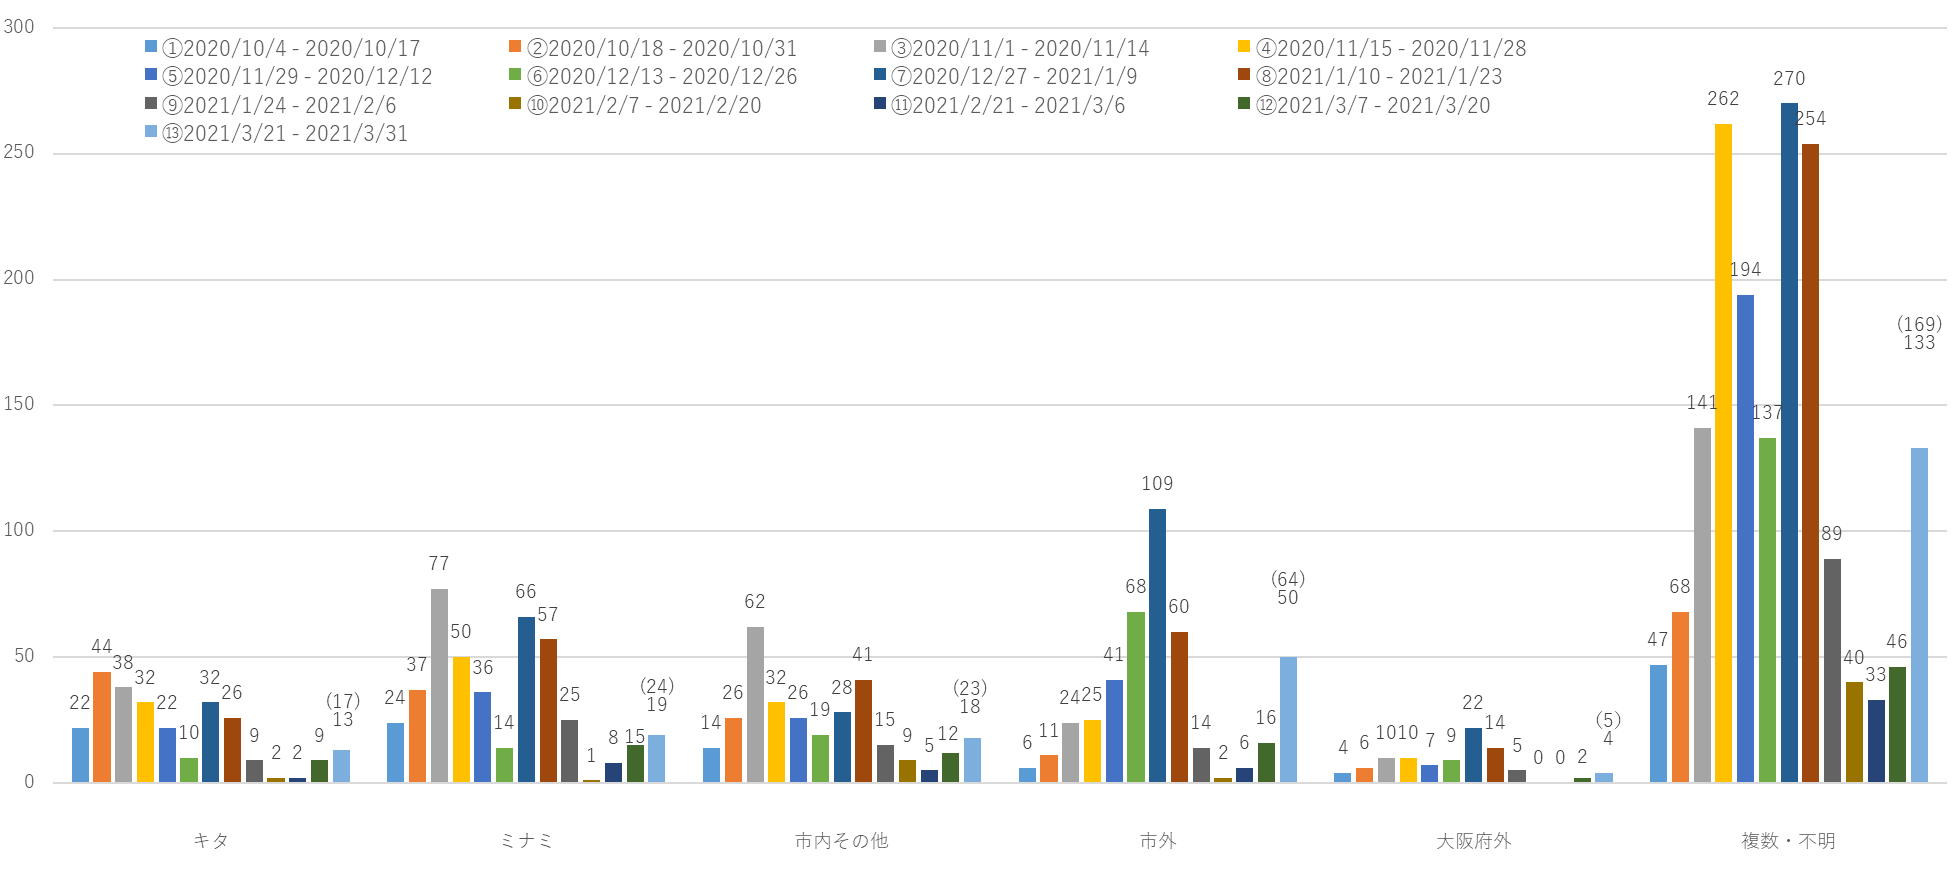 300
①2020/10/4 - 2020/10/17 ②2020/10/18 - 2020/10/31 ③2020/11/1 - 2020/11/14 ④2020/11/15 - 2020/11/28
⑤2020/11/29 - 2020/12/12 ⑥2020/12/13 - 2020/12/26 ⑦2020/12/27 - 2021/1/9 ⑧2021/1/10 - 2021/1/23
⑨2021/1/24 - 2021/2/6 ⑩2021/2/7 - 2021/2/20 ⑪2021/2/21 - 2021/3/6 ⑫2021/3/7 - 2021/3/20
⑬2021/3/21 - 2021/3/31
250
200
150
100
50
0
22 44 38 32 22 10 32 26 9 2 2 9 (17) 13
24 37 77 50 36 14 66 57 25 1 8 15 (24) 19
14 26 62 32 26 19 28 41 15 9 5 12 (23) 18
6 11 24 25 41 68 109 60 14 2 6 16 (64) 50
4 6 10 10 7 9 22 14 5 0 0 2 (5) 4
47 68 141 262 194 137 270 254 89 40 33 46 (169) 133
キタ ミナミ 市内その他 市外 大阪府外 複数・不明